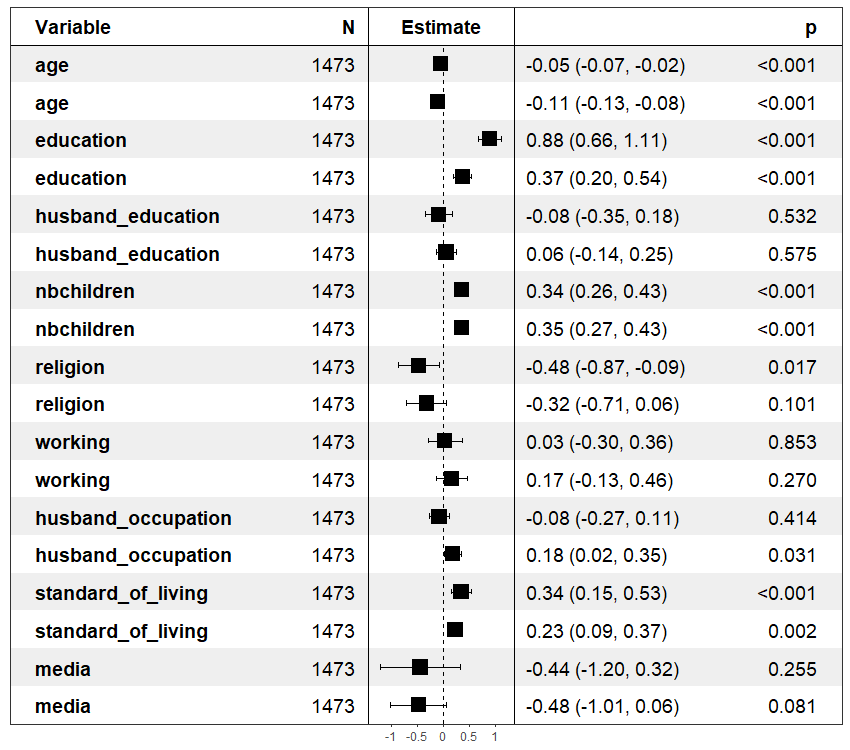 Variable N Estimate p
age 1473 -0.05 (-0.07, -0.02) <0.001
age 1473 -0.11 (-0.13, -0.08) <0.001
education 1473 0.88 (0.66, 1.11) <0.001
education 1473 0.37 (0.20, 0.54) <0.001
husband_education 1473 -0.08 (-0.35, 0.18) 0.532
husband_education 1473 0.06 (-0.14, 0.25) 0.575
nbchildren 1473 0.34 (0.26, 0.43) <0.001
nbchildren 1473 0.35 (0.27, 0.43) <0.001
religion 1473 -0.48 (-0.87, -0.09) 0.017
religion 1473 -0.32 (-0.71, 0.06) 0.101
working 1473 0.03 (-0.30, 0.36) 0.853
working 1473 0.17 (-0.13, 0.46) 0.270
husband_occupation 1473 -0.08 (-0.27, 0.11) 0.414
husband_occupation 1473 0.18 (0.02, 0.35) 0.031
standard_of_living 1473 0.34 (0.15, 0.53) <0.001
standard_of_living 1473 0.23 (0.09, 0.37) 0.002
media 1473 -0.44 (-1.20, 0.32) 0.255
media 1473 -0.48 (-1.01, 0.06) 0.081
-1 -0.5 0 0.5 1